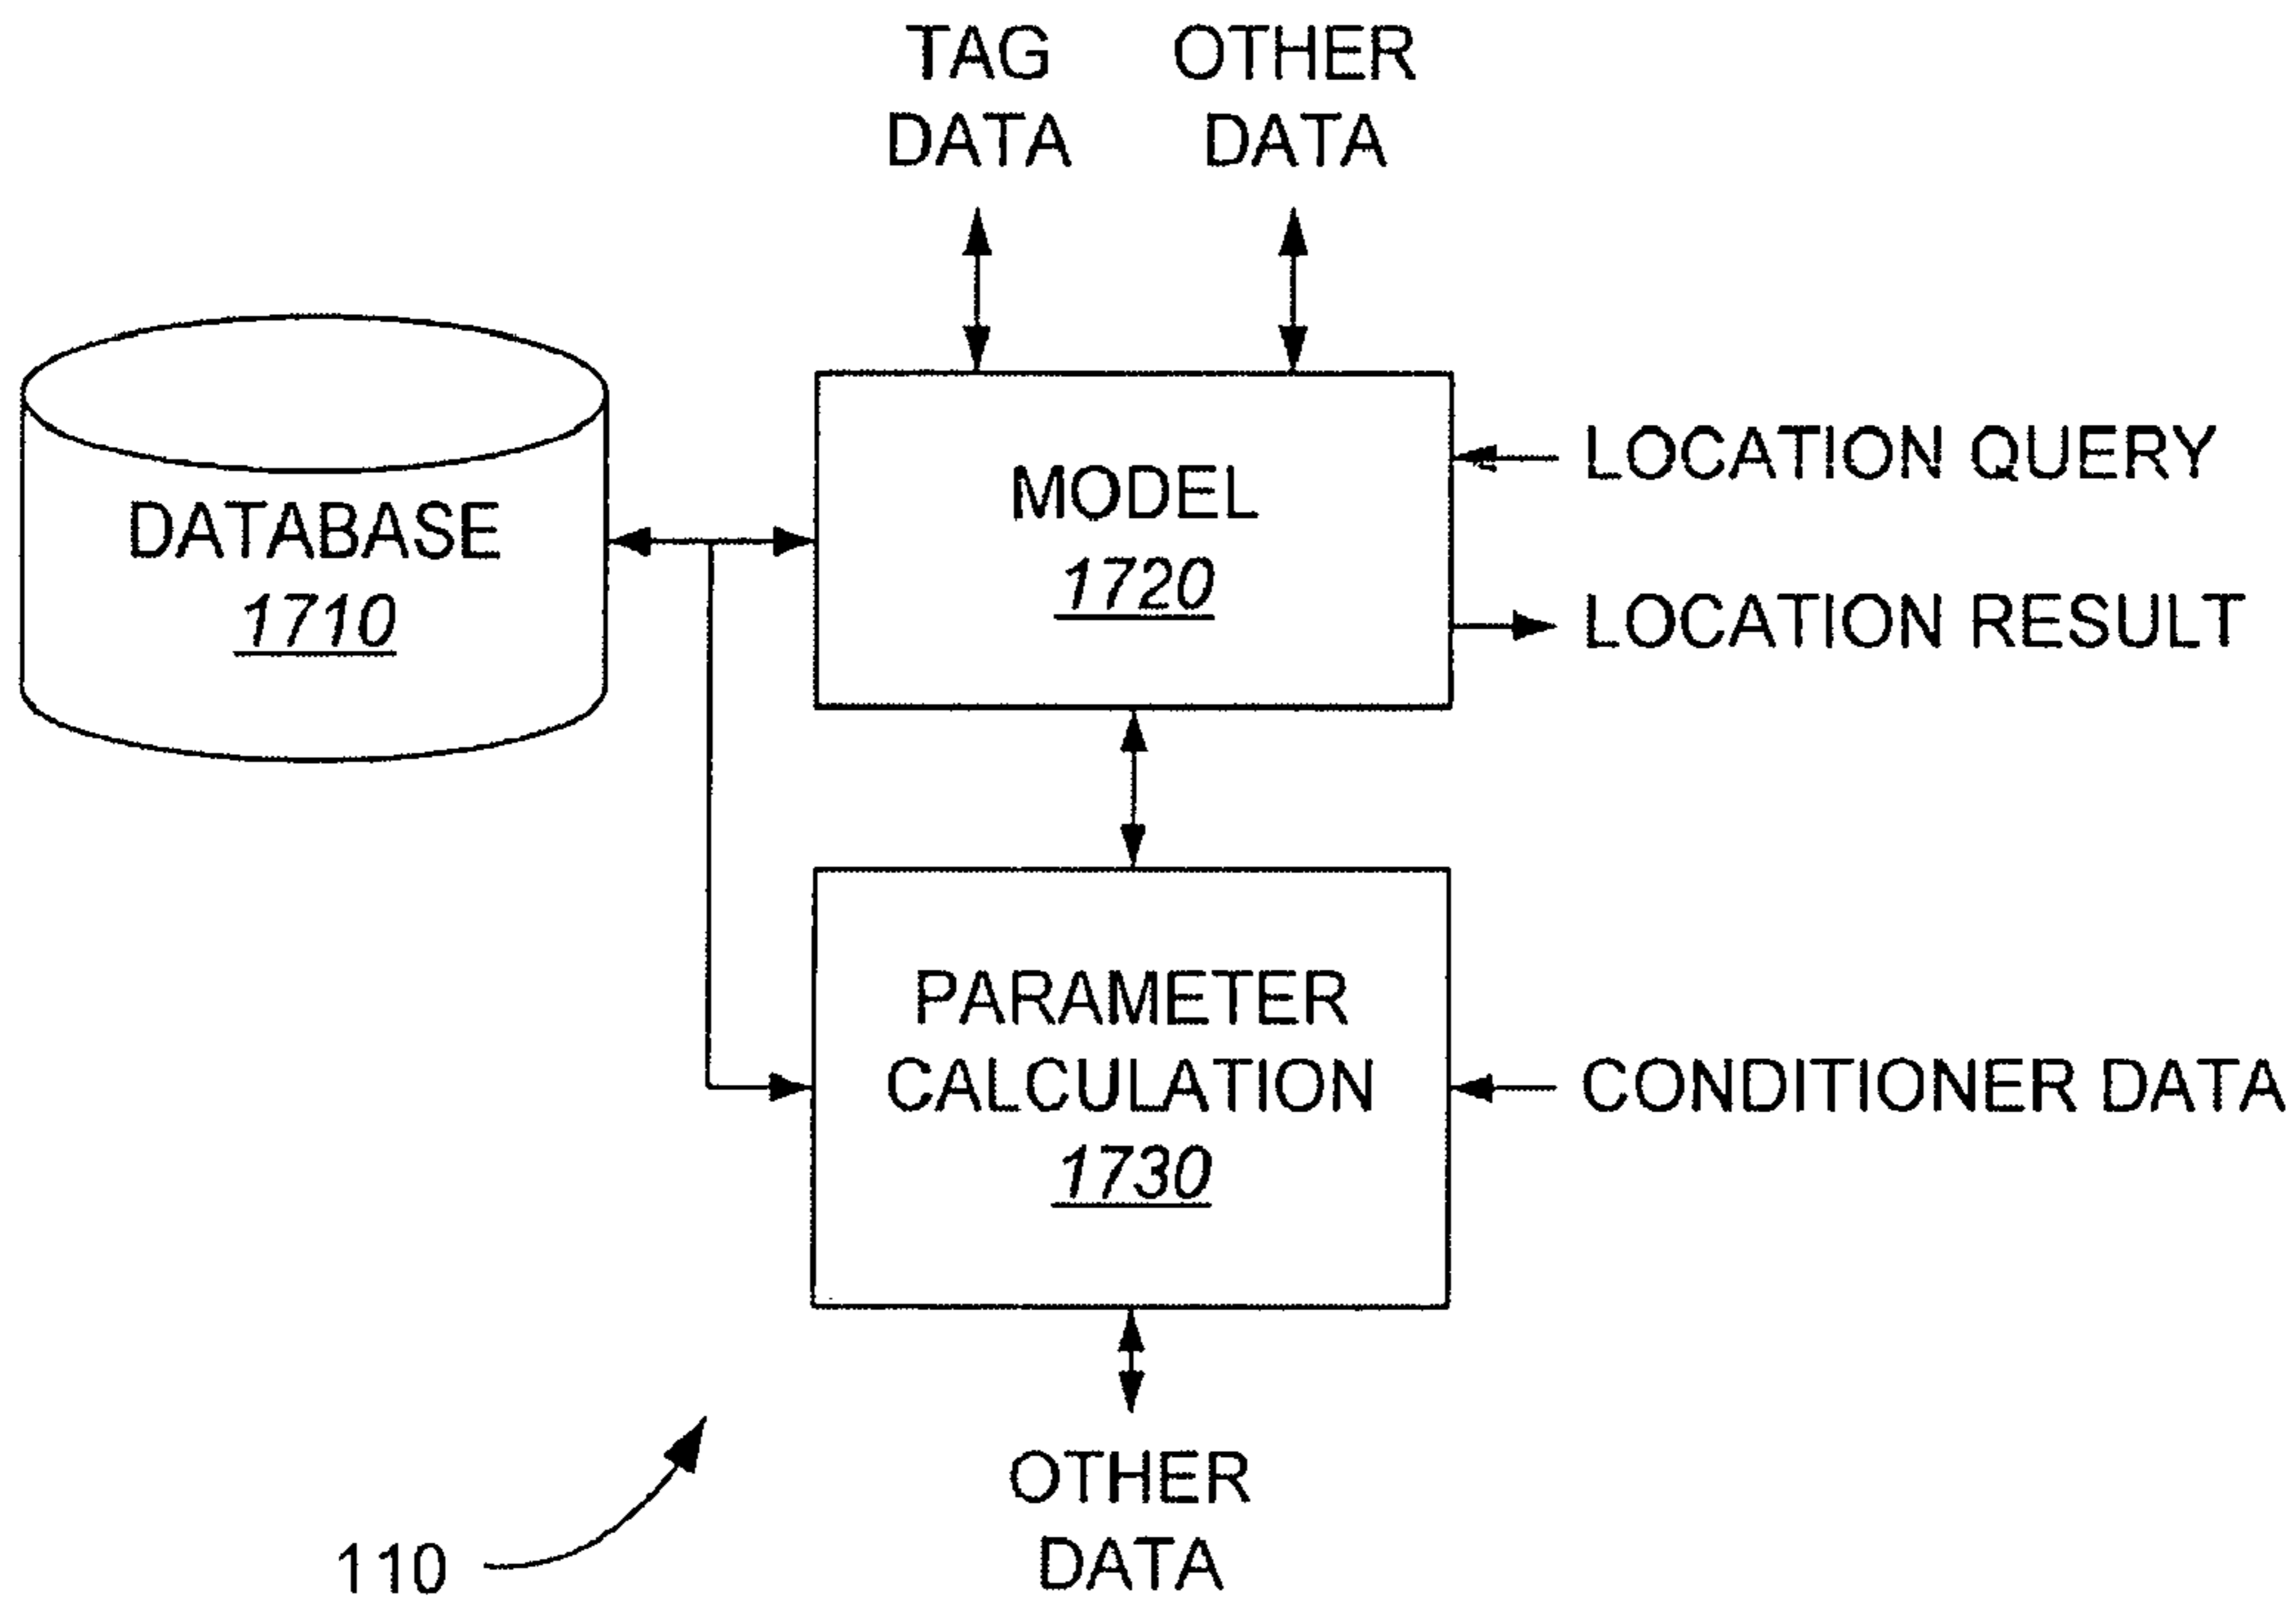 TAG
DATA
OTHER
DATA
DATABASE
1710
MODEL
1720
LOCATION QUERY
LOCATION RESULT
PARAMETER
CALCULATION
1730
CONDITIONER DATA
OTHER
DATA
110